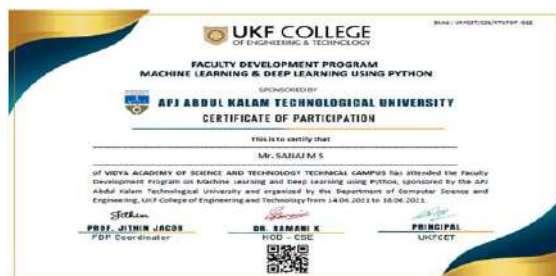 UKF COLLEGE
OF ENGINEERING & TECHNOLOGY
FACULTY DEVELOPMENT PROGRAM
MACHINE LEARNING & DEEP LEARNING USING PYTHON
SPONSORED BY
APJ ABDUL KALAM TECHNOLOGICAL UNIVERSITY
CERTIFICATE OF PARTICIPATION
This is to certify that
Mr. SANAJ M S
of VIDYA ACADEMY OF SCIENCE AND TECHNOLOGY TECHNICAL CAMPUS has attended the Faculty
Development Program on Machine Learning and Deep Learning using Python, sponsored by the APJ
Abdul Kalam Technological University and organized by the Department of Computer Science and
Engineering, UKF College of Engineering and Technology from 14.06.2021 to 18.06.2021.
PROF. JITHIN JACOB
FDP Coordinator
DR. RAMANI K
HOD - CSE
PRINCIPAL
UKFCET